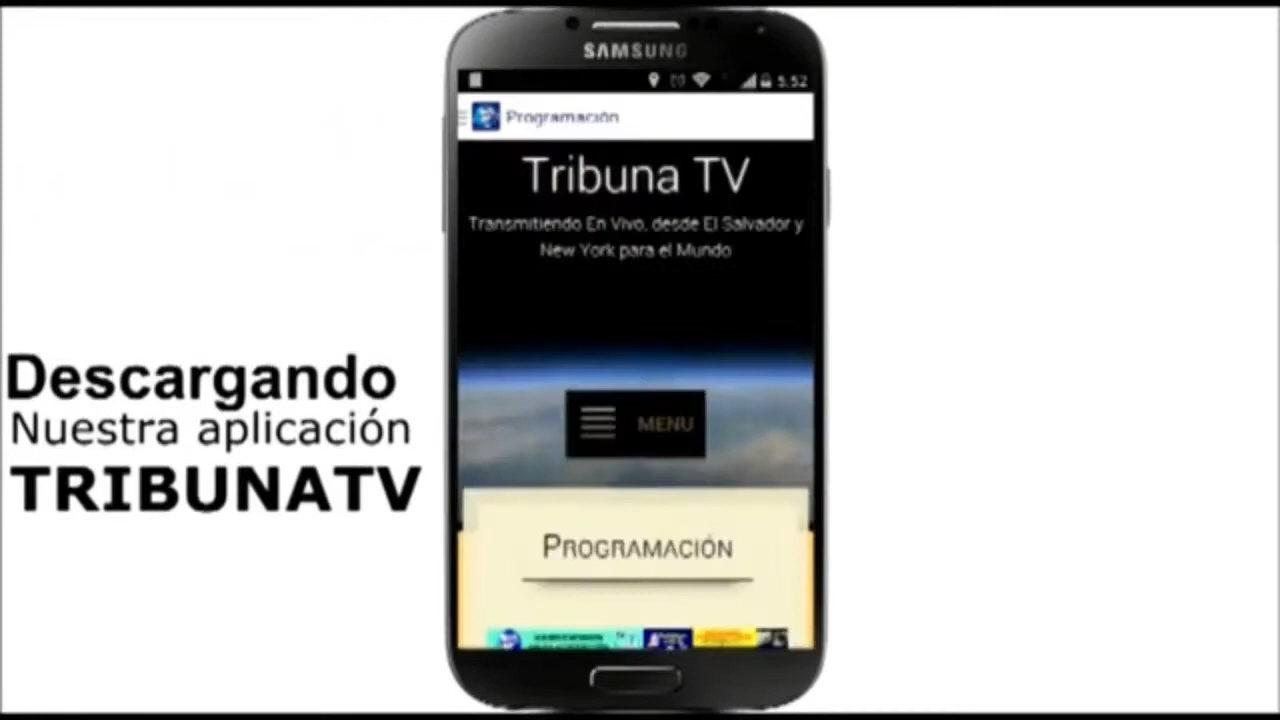 Descargando
Nuestra aplicación
TRIBUNATV
SAMSUNG
5:52
Programación
Tribuna TV
Transmitiendo En Vivo, desde El Salvador y
New York para el Mundo
MENU
PROGRAMACIÓN